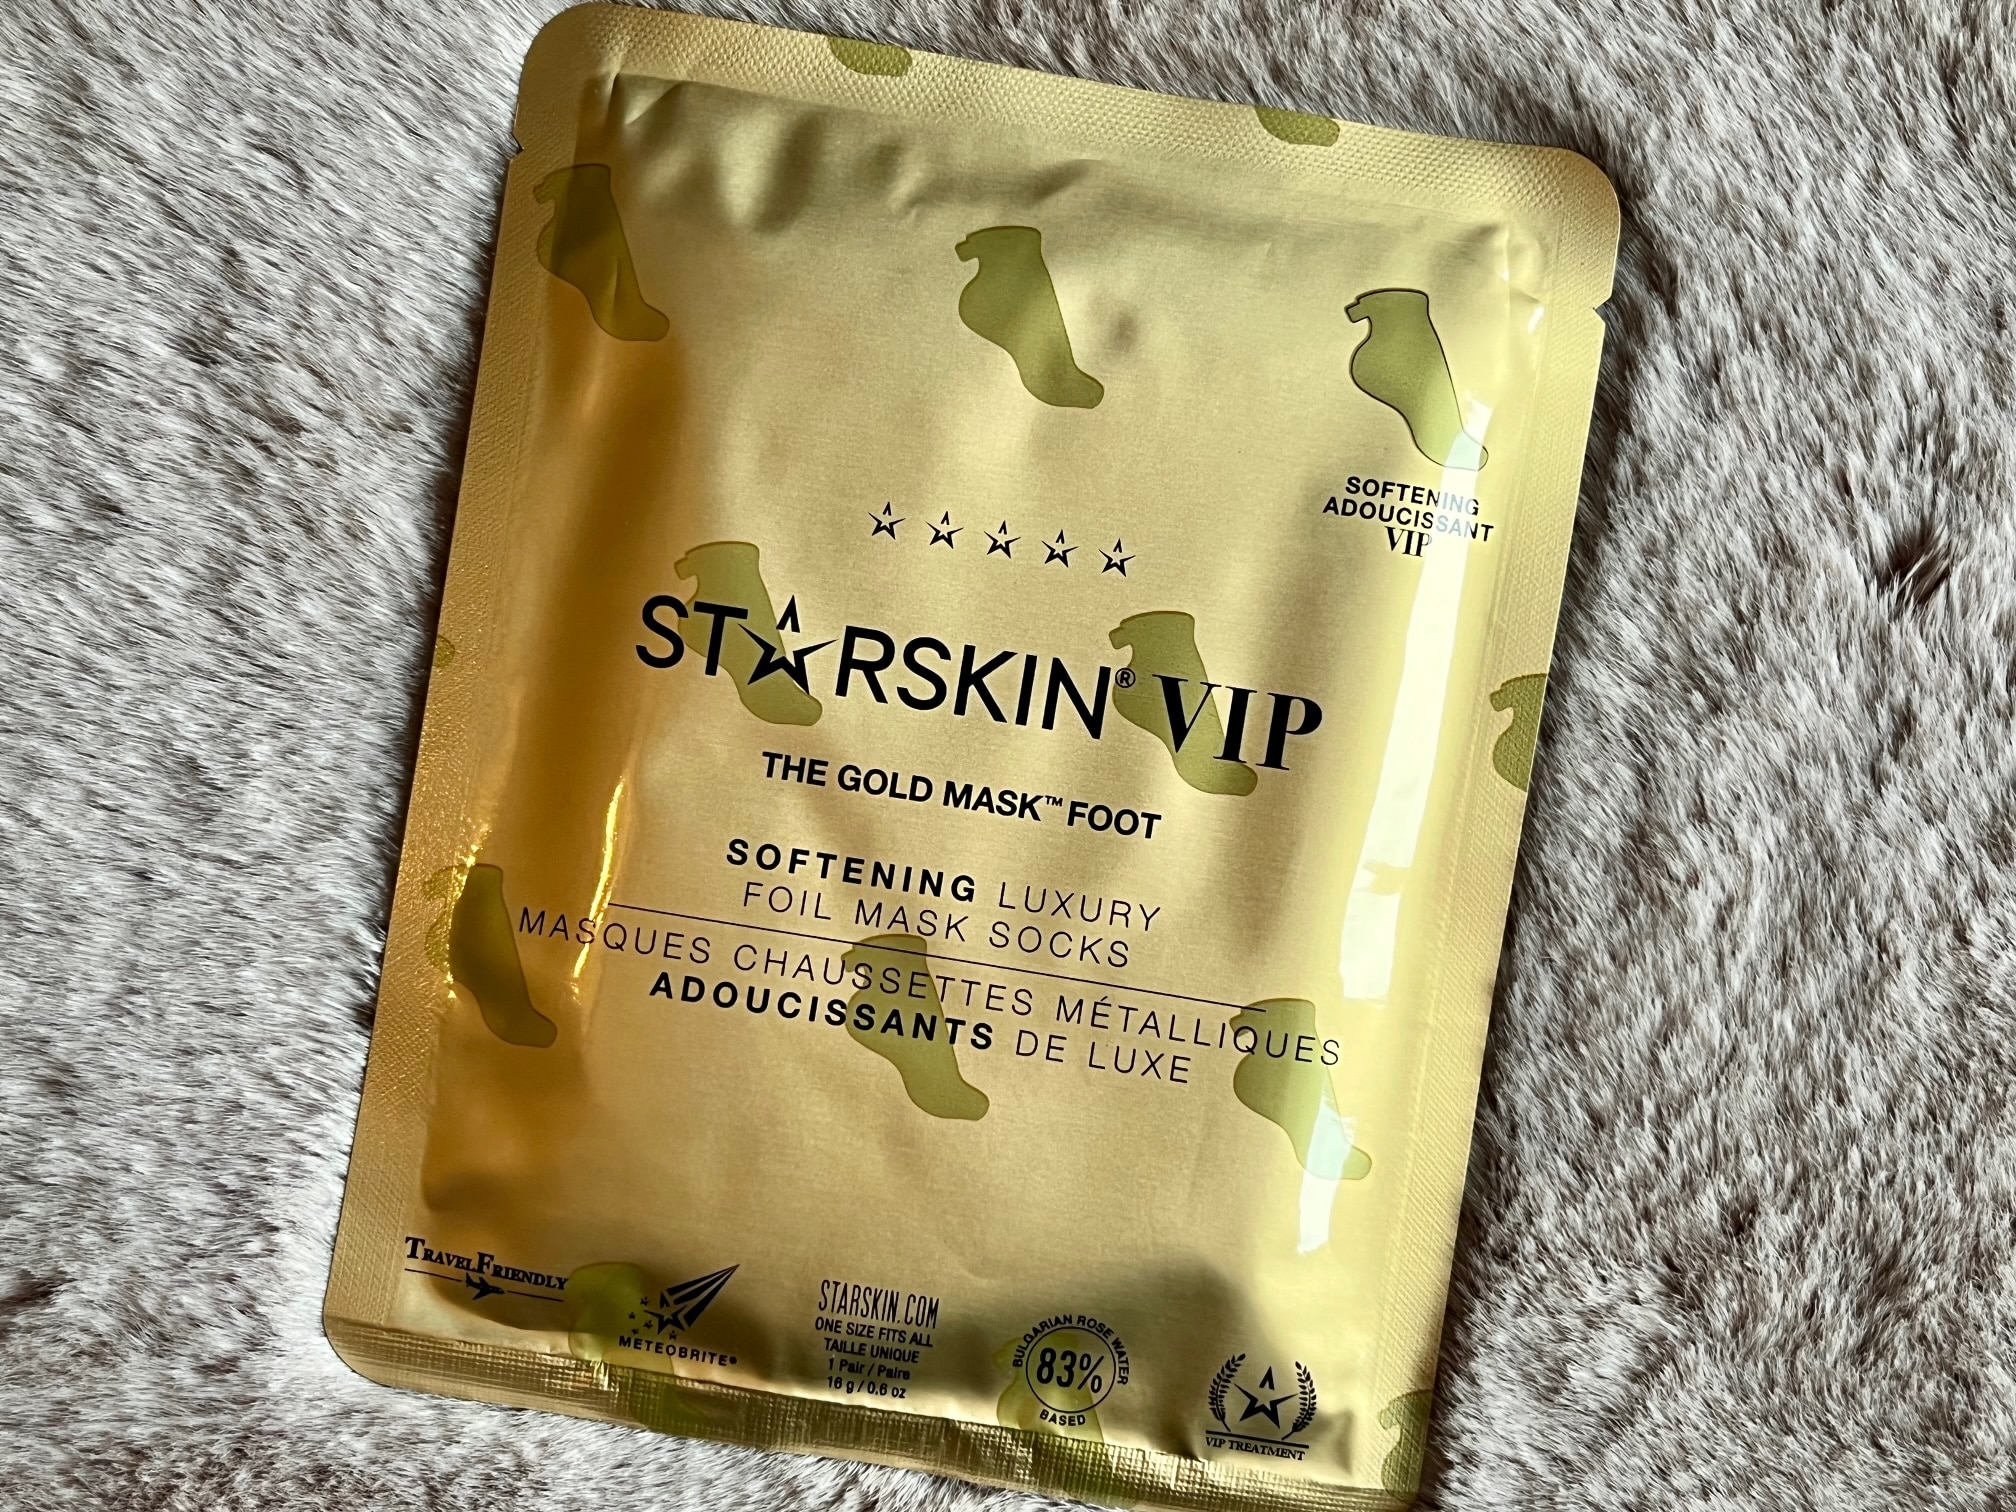 SOFTENING
ADOUCISSANT
VIP
STARSKIN® VIP
THE GOLD MASK™ FOOT
SOFTENING LUXURY
FOIL MASK SOCKS
MASQUES CHAUSSETTES MÉTALLIQUES
ADOUCISSANTS DE LUXE
TRAVEL FRIENDLY
METEOBRITE®
STARSKIN.COM
ONE SIZE FITS ALL
TAILLE UNIQUE
1 Pair / Paire
16 g / 0.6 oz
BULGARIAN ROSE WATER
83%
BASED
VIP TREATMENT